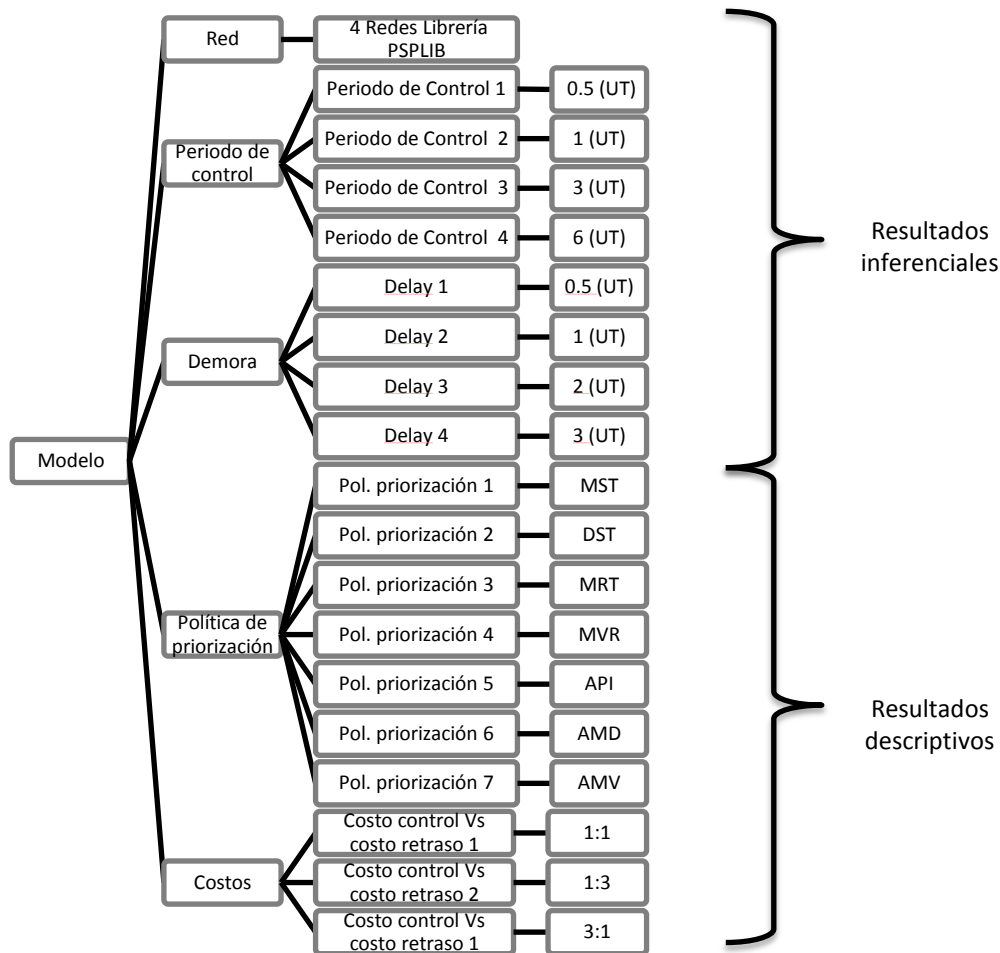 Modelo
Red
4 Redes Librería
PSPLIB
Periodo de
control
Periodo de Control 1
0.5 (UT)
Periodo de Control 2
1 (UT)
Periodo de Control 3
3 (UT)
Periodo de Control 4
6 (UT)
Demora
Delay 1
0.5 (UT)
Delay 2
1 (UT)
Delay 3
2 (UT)
Delay 4
3 (UT)
Política de
priorización
Pol. priorización 1
MST
Pol. priorización 2
DST
Pol. priorización 3
MRT
Pol. priorización 4
MVR
Pol. priorización 5
API
Pol. priorización 6
AMD
Pol. priorización 7
AMV
Costos
Costo control Vs
costo retraso 1
1:1
Costo control Vs
costo retraso 2
1:3
Costo control Vs
costo retraso 1
3:1
Resultados
inferenciales
Resultados
descriptivos